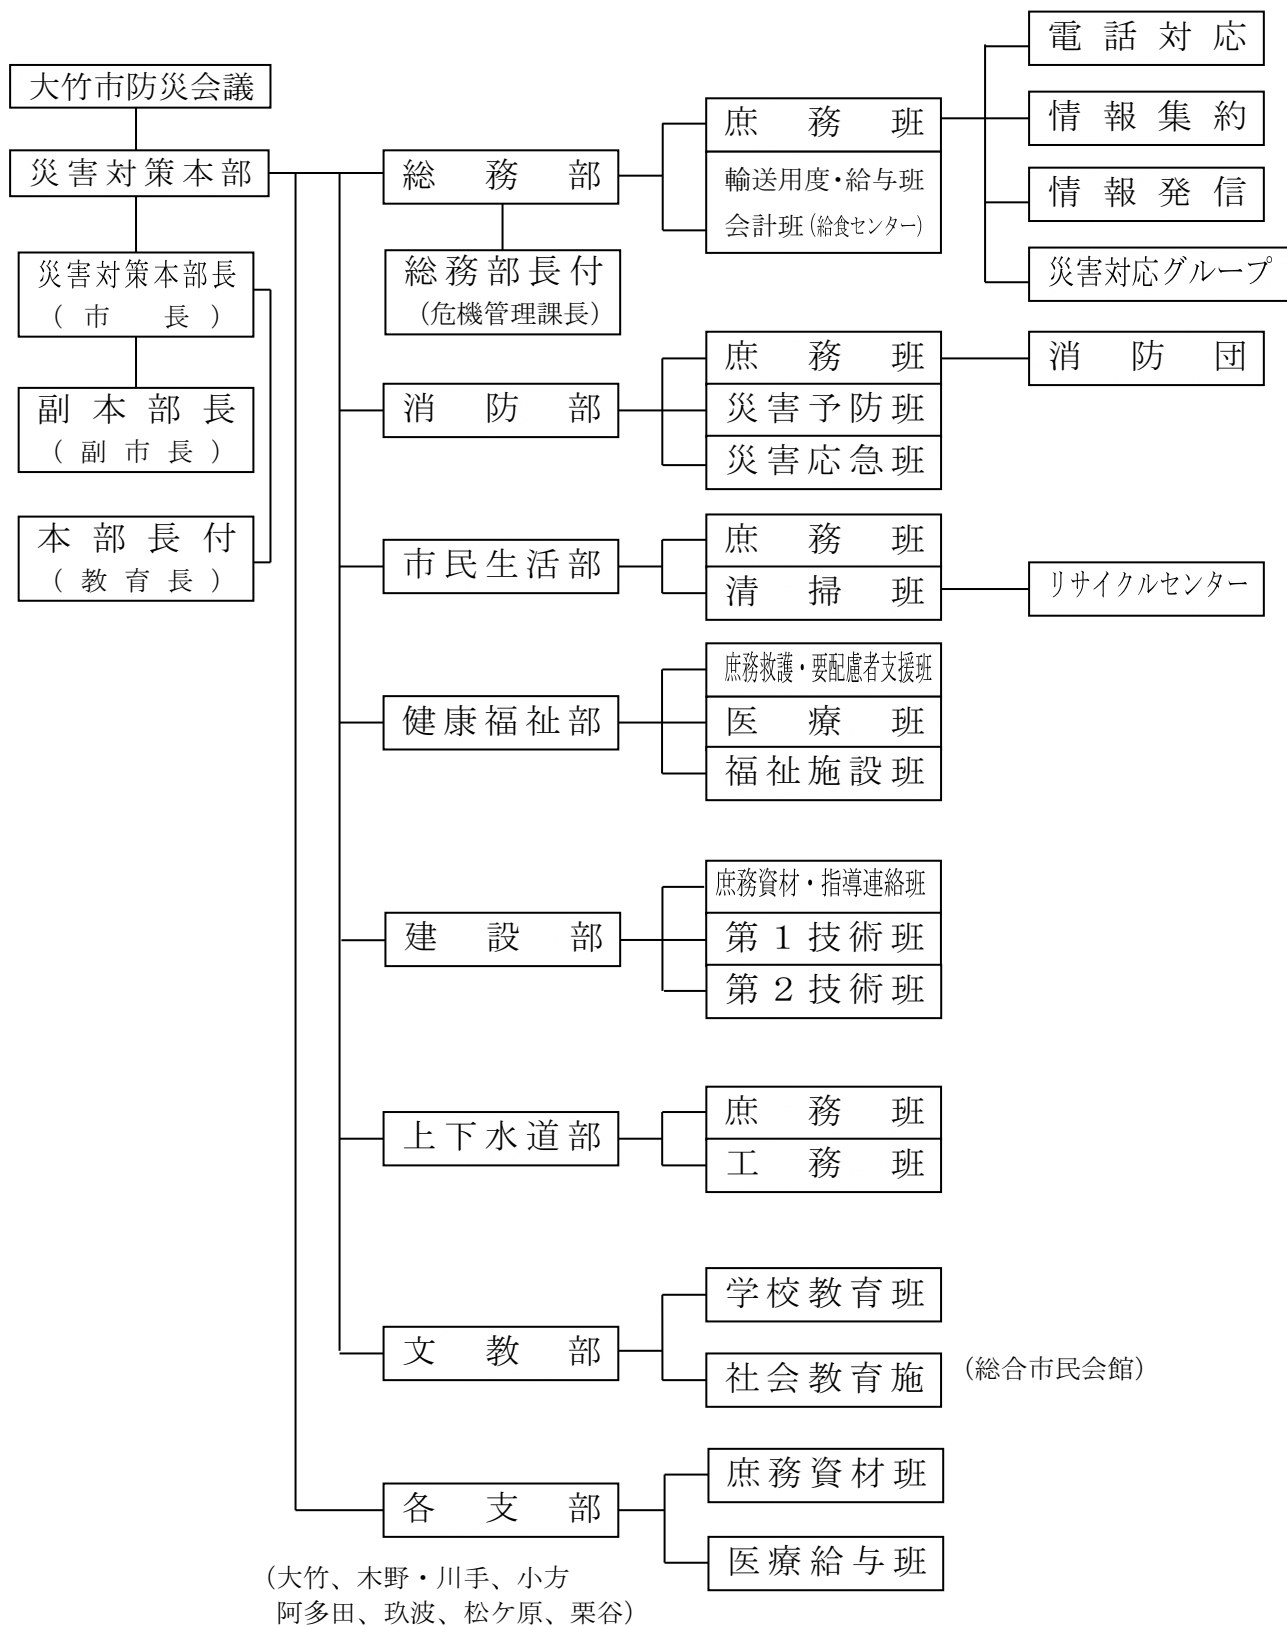 大竹市防災会議
災害対策本部
災害対策本部長
(市長)
副本部長
(副市長)
本部長付
(教育長)
総務部
総務部長付
(危機管理課長)
庶務班
輸送用度・給与班
会計班(給食センター)
電話対応
情報集約
情報発信
災害対応グループ
消防部
庶務班
災害予防班
災害応急班
消防団
市民生活部
庶務班
清掃班
リサイクルセンター
健康福祉部
庶務救護・要配慮者支援班
医療班
福祉施設班
建設部
庶務資材・指導連絡班
第1技術班
第2技術班
上下水道部
庶務班
工務班
文教部
学校教育班
社会教育施
(総合市民会館)
各支部
(大竹、木野・川手、小方
阿多田、玖波、松ケ原、栗谷)
庶務資材班
医療給与班